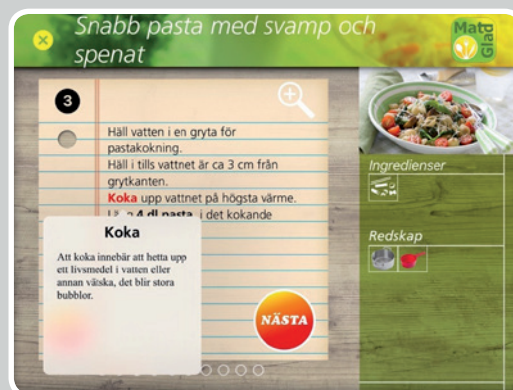 Snabb pasta med svamp och
spenat
Mat
Glad
3
Häll vatten i en gryta för
pastakokning.
Häll i tills vattnet är ca 3 cm från
grytkanten.
Koka upp vattnet på högsta värme.
4 dl pasta i det kokande
Koka
Att koka innebär att hetta upp
ett livsmedel i vatten eller
annan vätska, det blir stora
bubblor.
NÄSTA
Ingredienser
Redskap